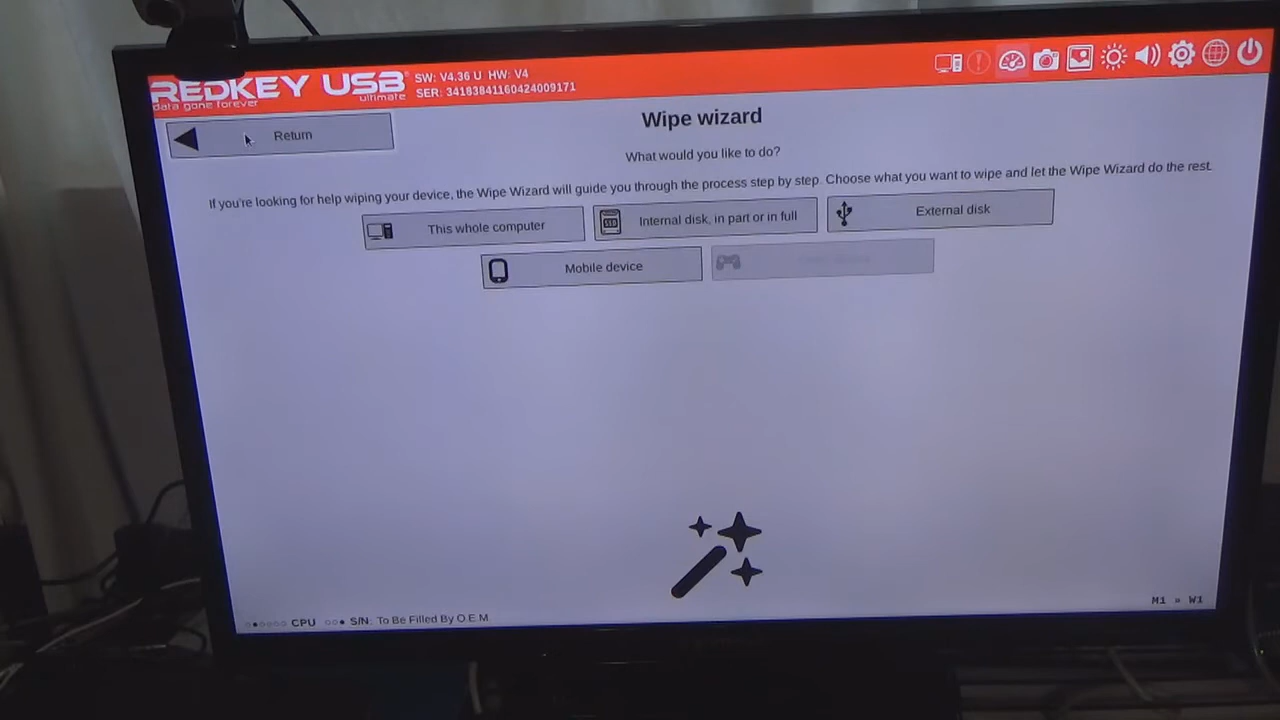 REDKEY USB
ultimate
data gone forever
SW: V4.36 U HW: V4
SER: 34183841160424009171
Return
Wipe wizard
What would you like to do?
If you're looking for help wiping your device, the Wipe Wizard will guide you through the process step by step. Choose what you want to wipe and let the Wipe Wizard do the rest.
This whole computer
Internal disk, in part or in full
External disk
Mobile device
M1 » W1
CPU S/N: To Be Filled By O.E.M